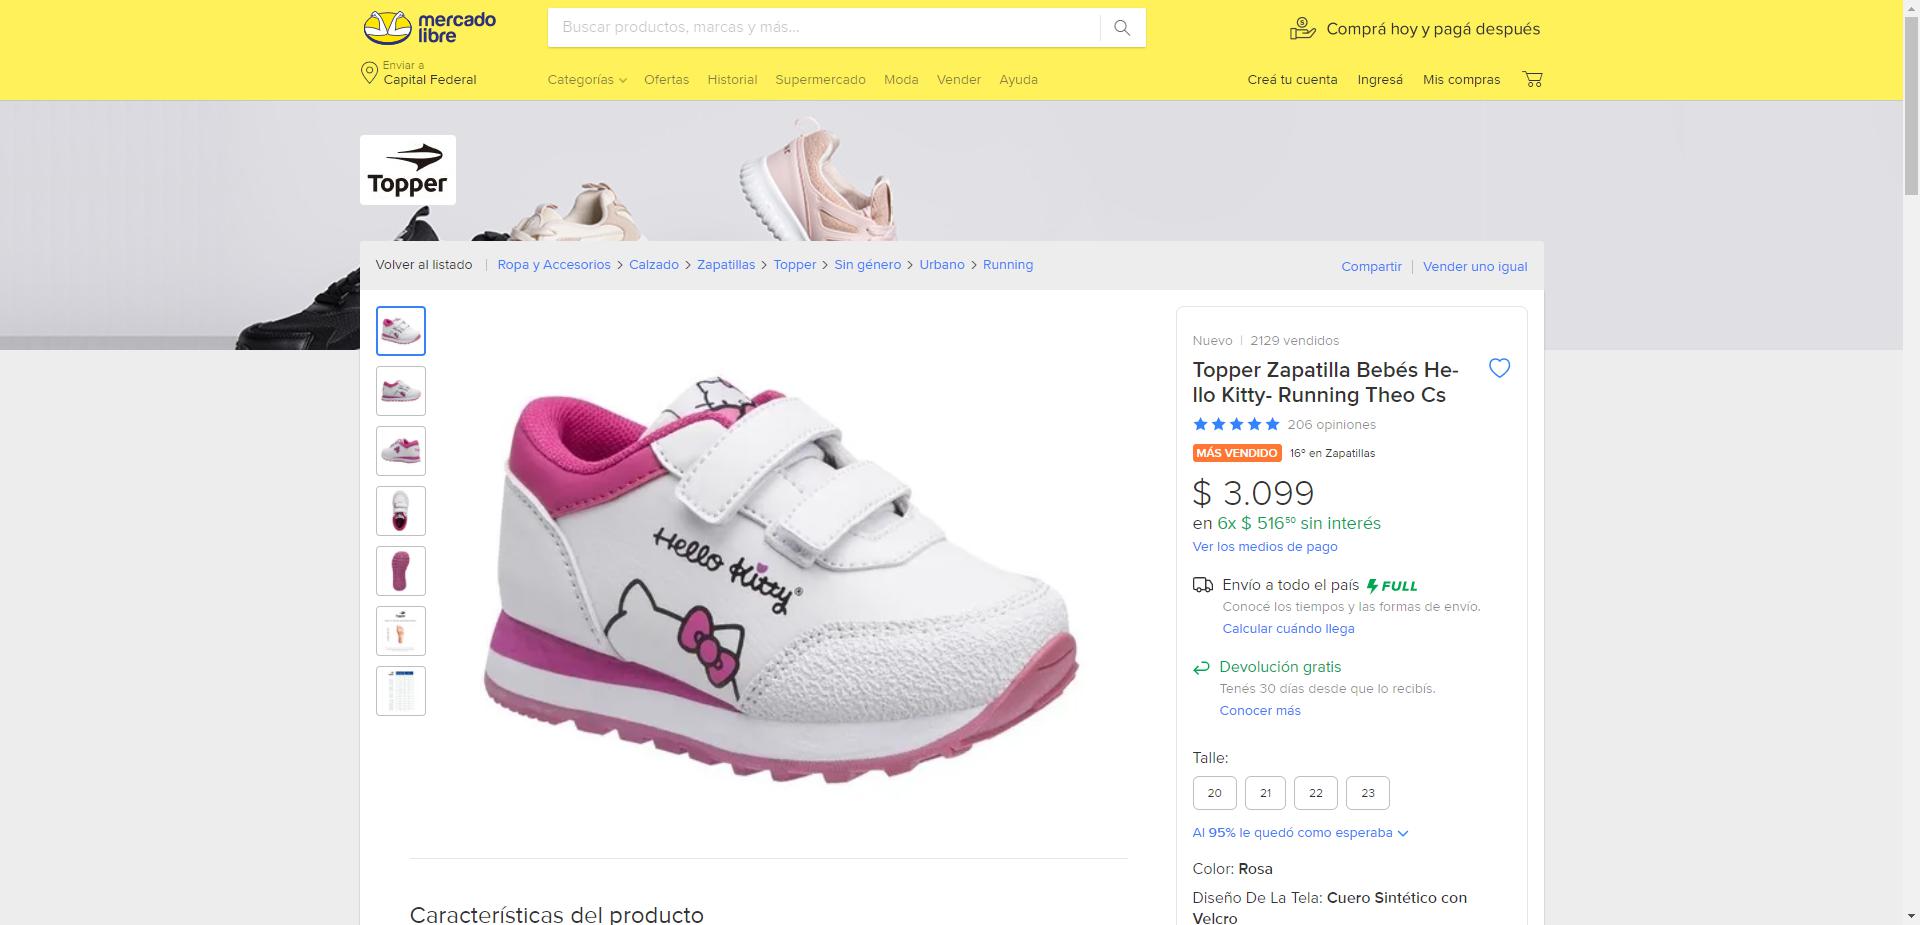 mercado
libre
Buscar productos, marcas y más...
Comprá hoy y pagá después
Enviar a
Capital Federal
Categorías Ofertas Historial Supermercado Moda Vender Ayuda
Creá tu cuenta Ingresá Mis compras
Topper
Volver al listado | Ropa y Accesorios > Calzado > Zapatillas > Topper > Sin género > Urbano > Running
Compartir | Vender uno igual
Nuevo | 2129 vendidos
Topper Zapatilla Bebés He-
llo Kitty- Running Theo Cs
206 opiniones
MÁS VENDIDO 16º en Zapatillas
$ 3.099
en 6x $ 516⁵⁰ sin interés
Ver los medios de pago
Envío a todo el país FULL
Conocé los tiempos y las formas de envío.
Calcular cuándo llega
Devolución gratis
Tenés 30 días desde que lo recibís.
Conocer más
Talle:
20 21 22 23
Al 95% le quedó como esperaba
Color: Rosa
Diseño De La Tela: Cuero Sintético con
Velcro
Hello Kitty®
Características del producto